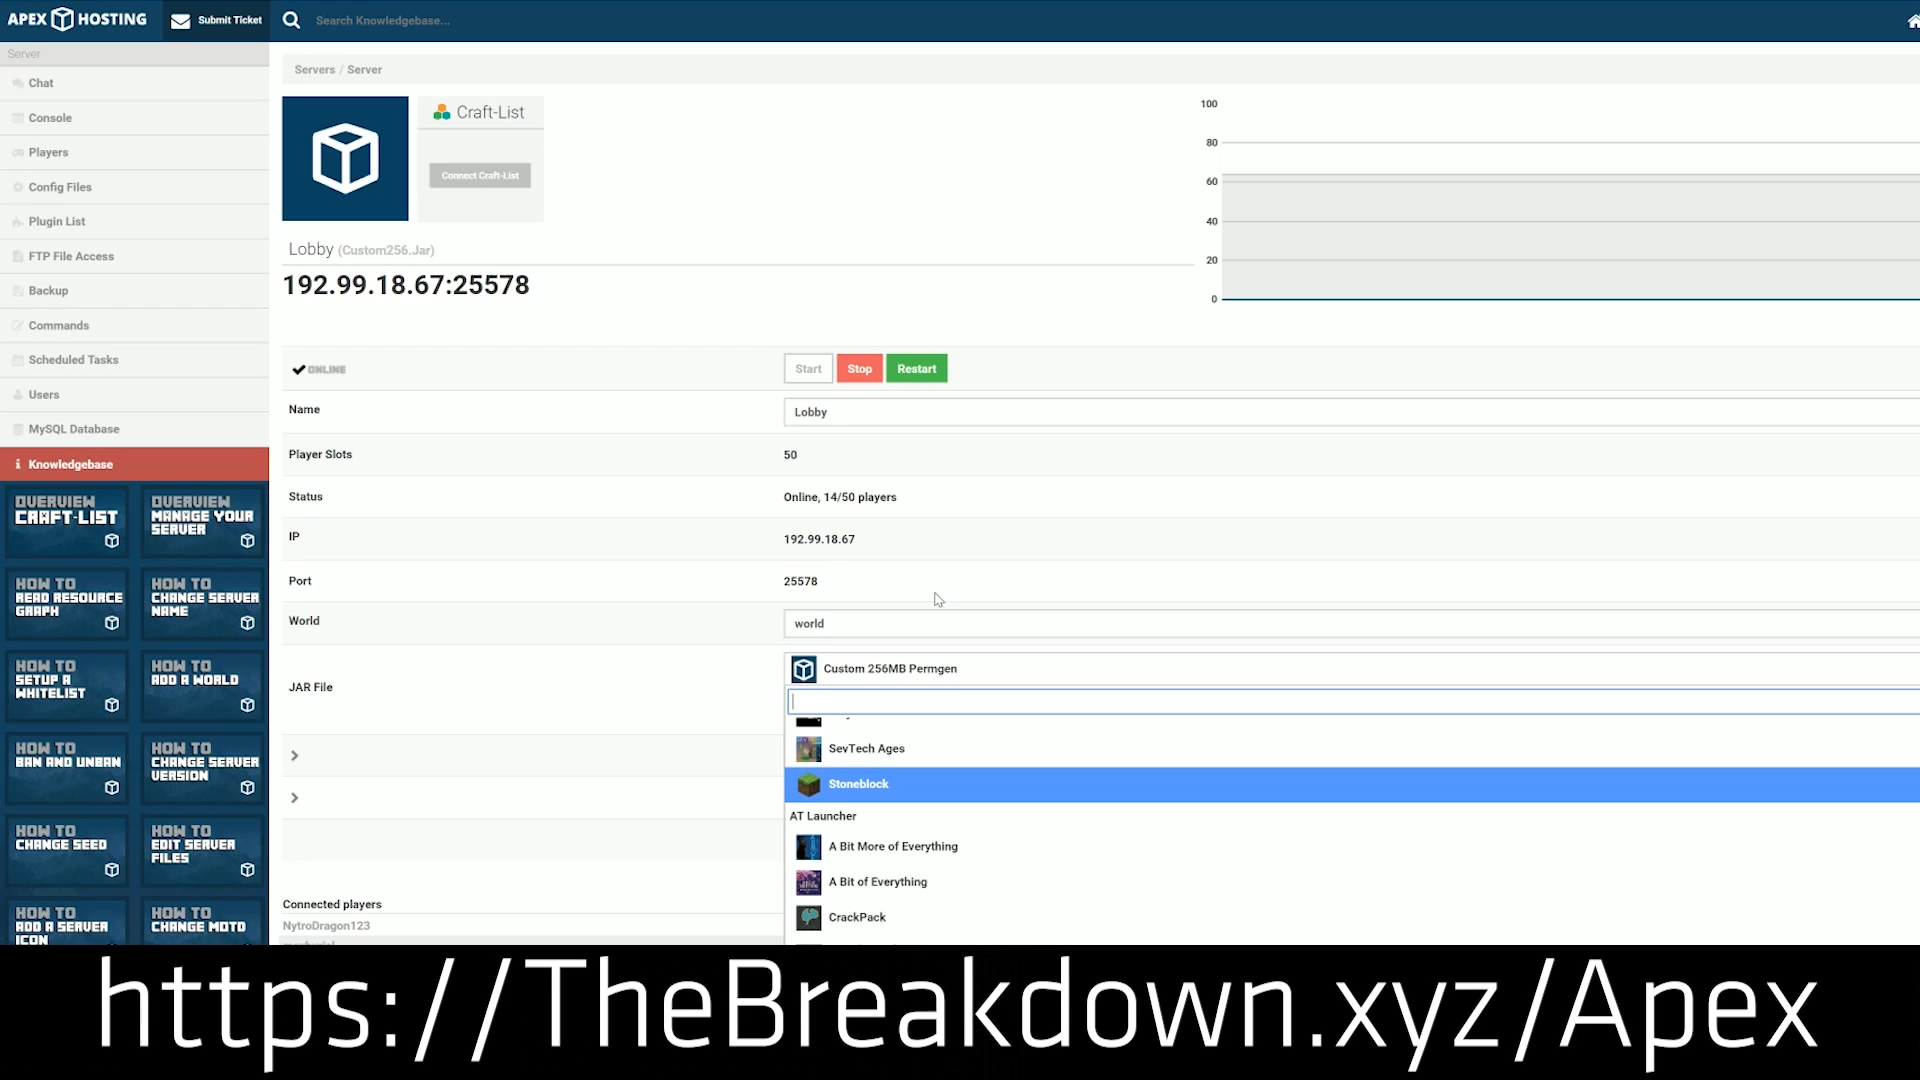 APEX HOSTING
Submit Ticket
Search Knowledgebase...
Server
Chat
Console
Players
Config Files
Plugin List
FTP File Access
Backup
Commands
Scheduled Tasks
Users
MySQL Database
Knowledgebase
OVERVIEW
CRAFT-LIST
OVERVIEW
MANAGE YOUR
SERVER
HOW TO
READ RESOURCE
GRAPH
HOW TO
CHANGE SERVER
NAME
HOW TO
SETUP A
WHITELIST
HOW TO
ADD A WORLD
HOW TO
BAN AND UNBAN
HOW TO
CHANGE SERVER
VERSION
HOW TO
CHANGE SEED
HOW TO
EDIT SERVER
FILES
HOW TO
ADD A SERVER
ICON
HOW TO
CHANGE MOTD
Servers / Server
Craft-List
Connect Craft-List
Lobby (Custom256.Jar)
192.99.18.67:25578
100
80
60
40
20
0
ONLINE
Start
Stop
Restart
Name
Lobby
Player Slots
50
Status
Online, 14/50 players
IP
192.99.18.67
Port
25578
World
world
JAR File
Custom 256MB Permgen
SevTech Ages
Stoneblock
AT Launcher
A Bit More of Everything
A Bit of Everything
CrackPack
Connected players
NytroDragon123
https://TheBreakdown.xyz/Apex